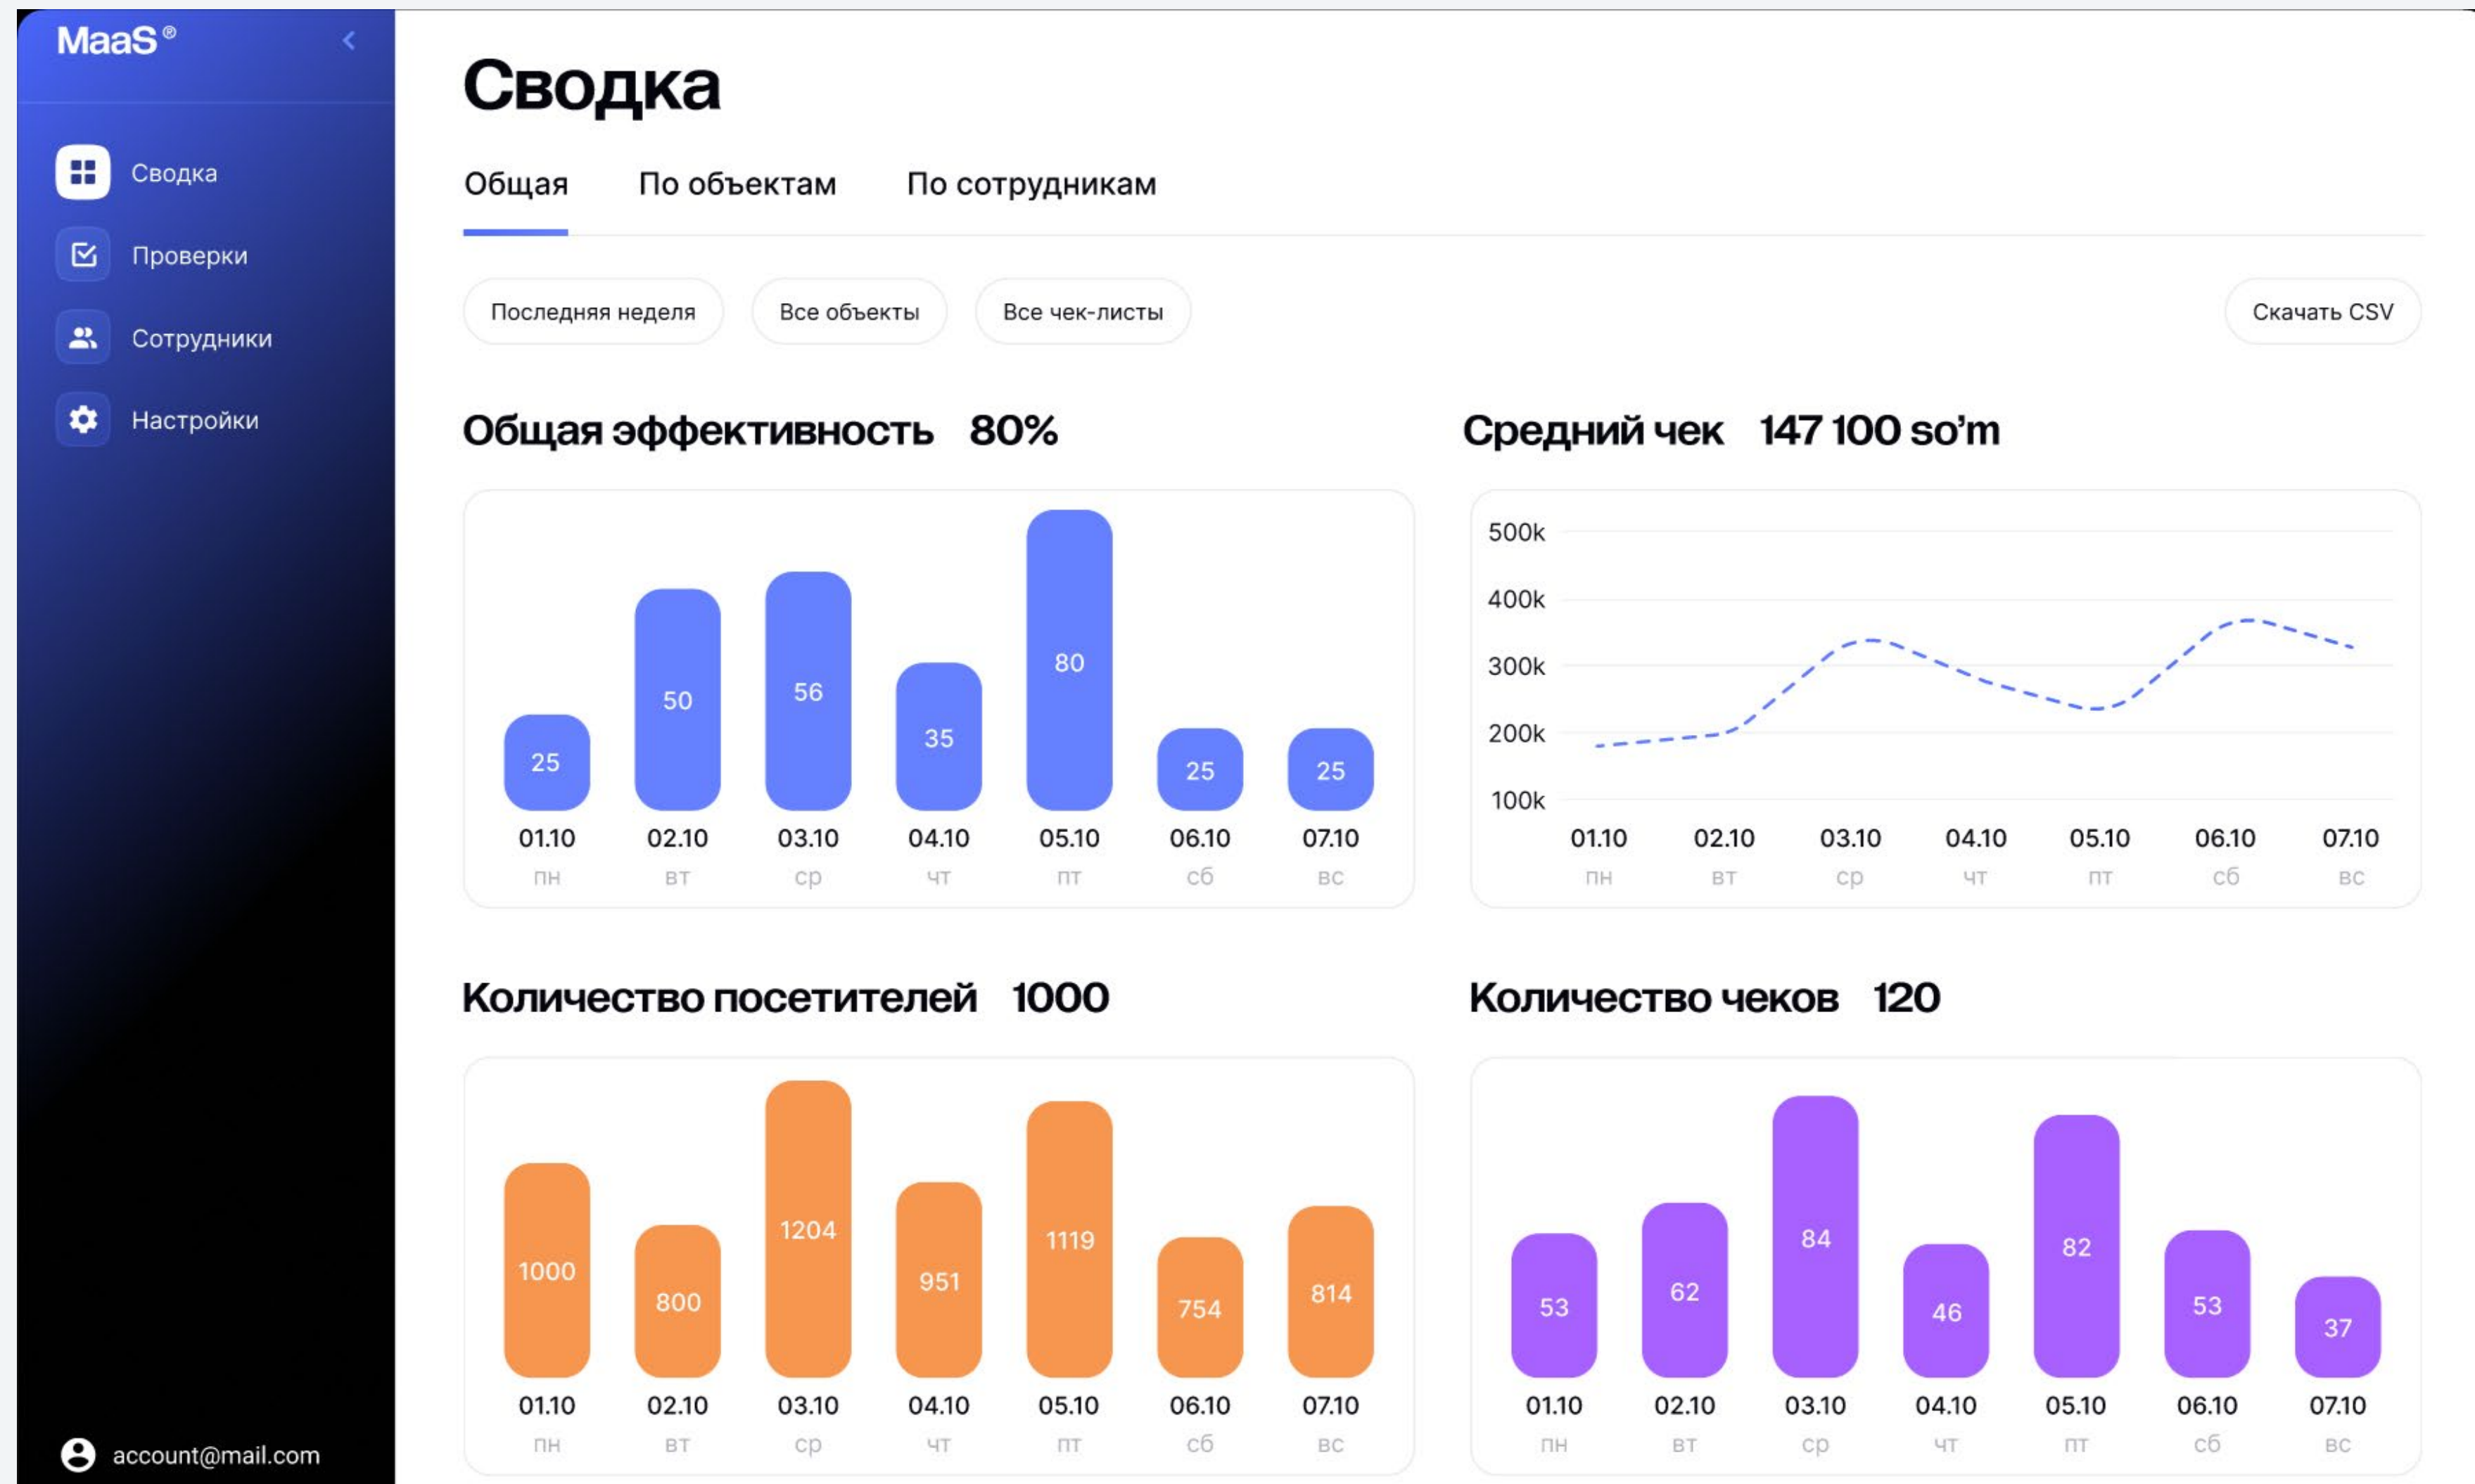 MaaS®
Сводка
Проверки
Сотрудники
Настройки
account@mail.com
Сводка
Общая По объектам По сотрудникам
Последняя неделя Все объекты Все чек-листы Скачать CSV
Общая эффективность 80%
25 50 56 35 80 25 25
01.10 02.10 03.10 04.10 05.10 06.10 07.10
пн вт ср чт пт сб вс
Средний чек 147 100 so’m
500k
400k
300k
200k
100k
01.10 02.10 03.10 04.10 05.10 06.10 07.10
пн вт ср чт пт сб вс
Количество посетителей 1000
1000 800 1204 951 1119 754 814
01.10 02.10 03.10 04.10 05.10 06.10 07.10
пн вт ср чт пт сб вс
Количество чеков 120
53 62 84 46 82 53 37
01.10 02.10 03.10 04.10 05.10 06.10 07.10
пн вт ср чт пт сб вс